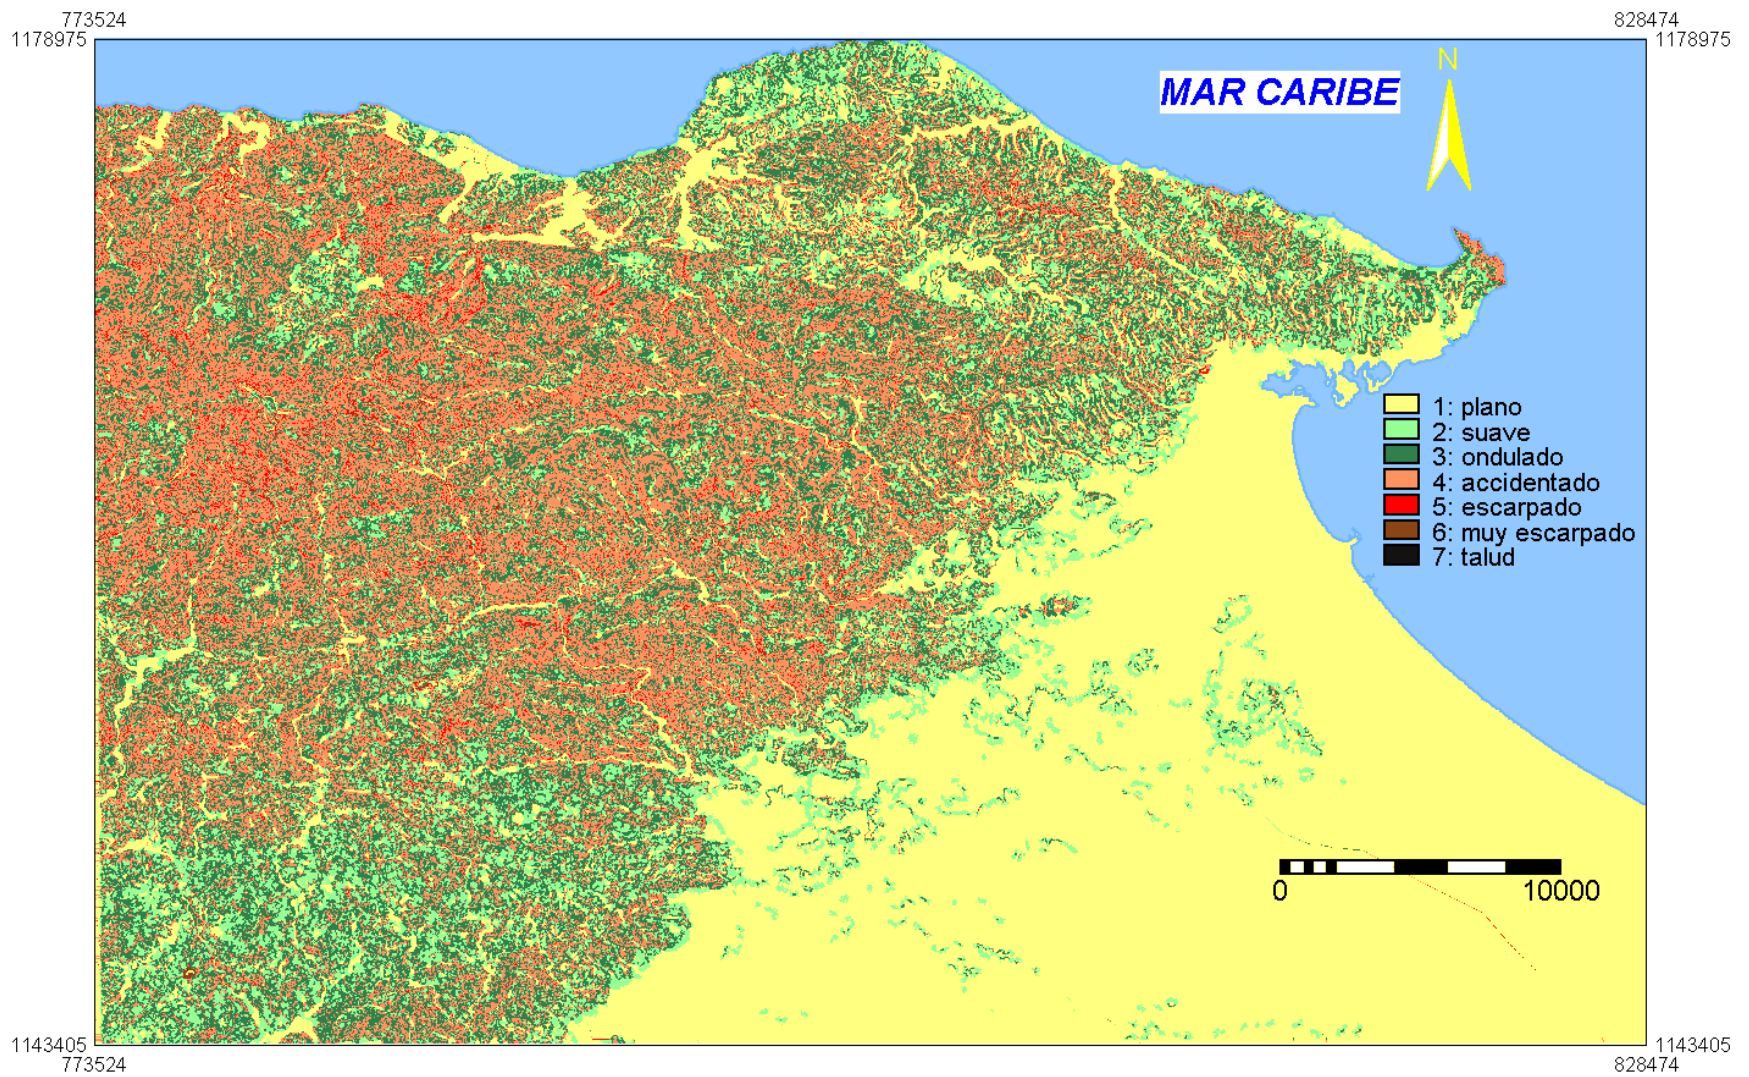 773524 828474
1178975 1178975
N
MAR CARIBE
1: plano
2: suave
3: ondulado
4: accidentado
5: escarpado
6: muy escarpado
7: talud
0 10000
1143405 1143405
773524 828474